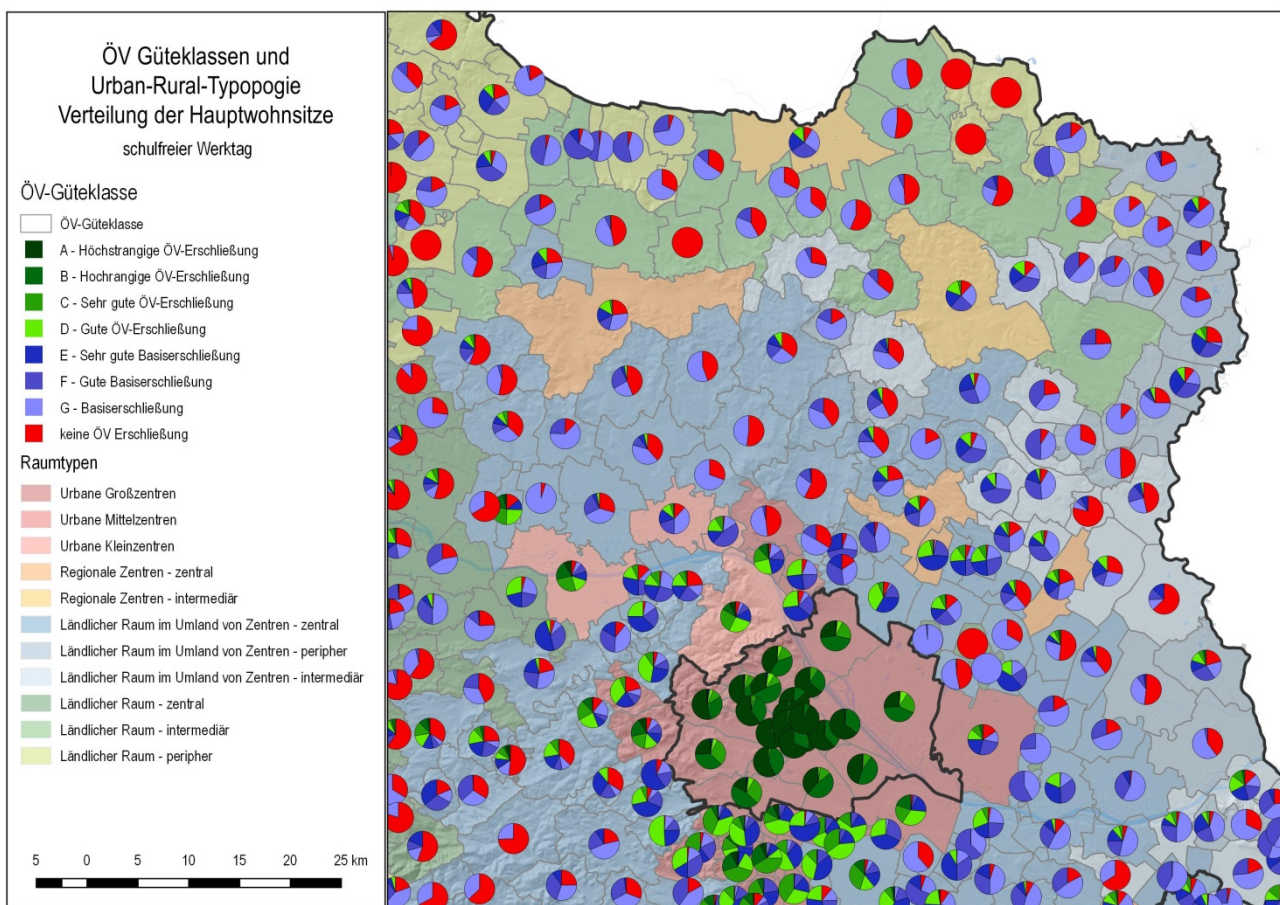 ÖV Güteklassen und
Urban-Rural-Typopogie
Verteilung der Hauptwohnsitze
schulfreier Werktag
ÖV-Güteklasse
ÖV-Güteklasse
A - Höchstrangige ÖV-Erschließung
B - Hochrangige ÖV-Erschließung
C - Sehr gute ÖV-Erschließung
D - Gute ÖV-Erschließung
E - Sehr gute Basiserschließung
F - Gute Basiserschließung
G - Basiserschließung
keine ÖV Erschließung
Raumtypen
Urbane Großzentren
Urbane Mittelzentren
Urbane Kleinzentren
Regionale Zentren - zentral
Regionale Zentren - intermediär
Ländlicher Raum im Umland von Zentren - zentral
Ländlicher Raum im Umland von Zentren - peripher
Ländlicher Raum im Umland von Zentren - intermediär
Ländlicher Raum - zentral
Ländlicher Raum - intermediär
Ländlicher Raum - peripher
5 0 5 10 15 20 25 km